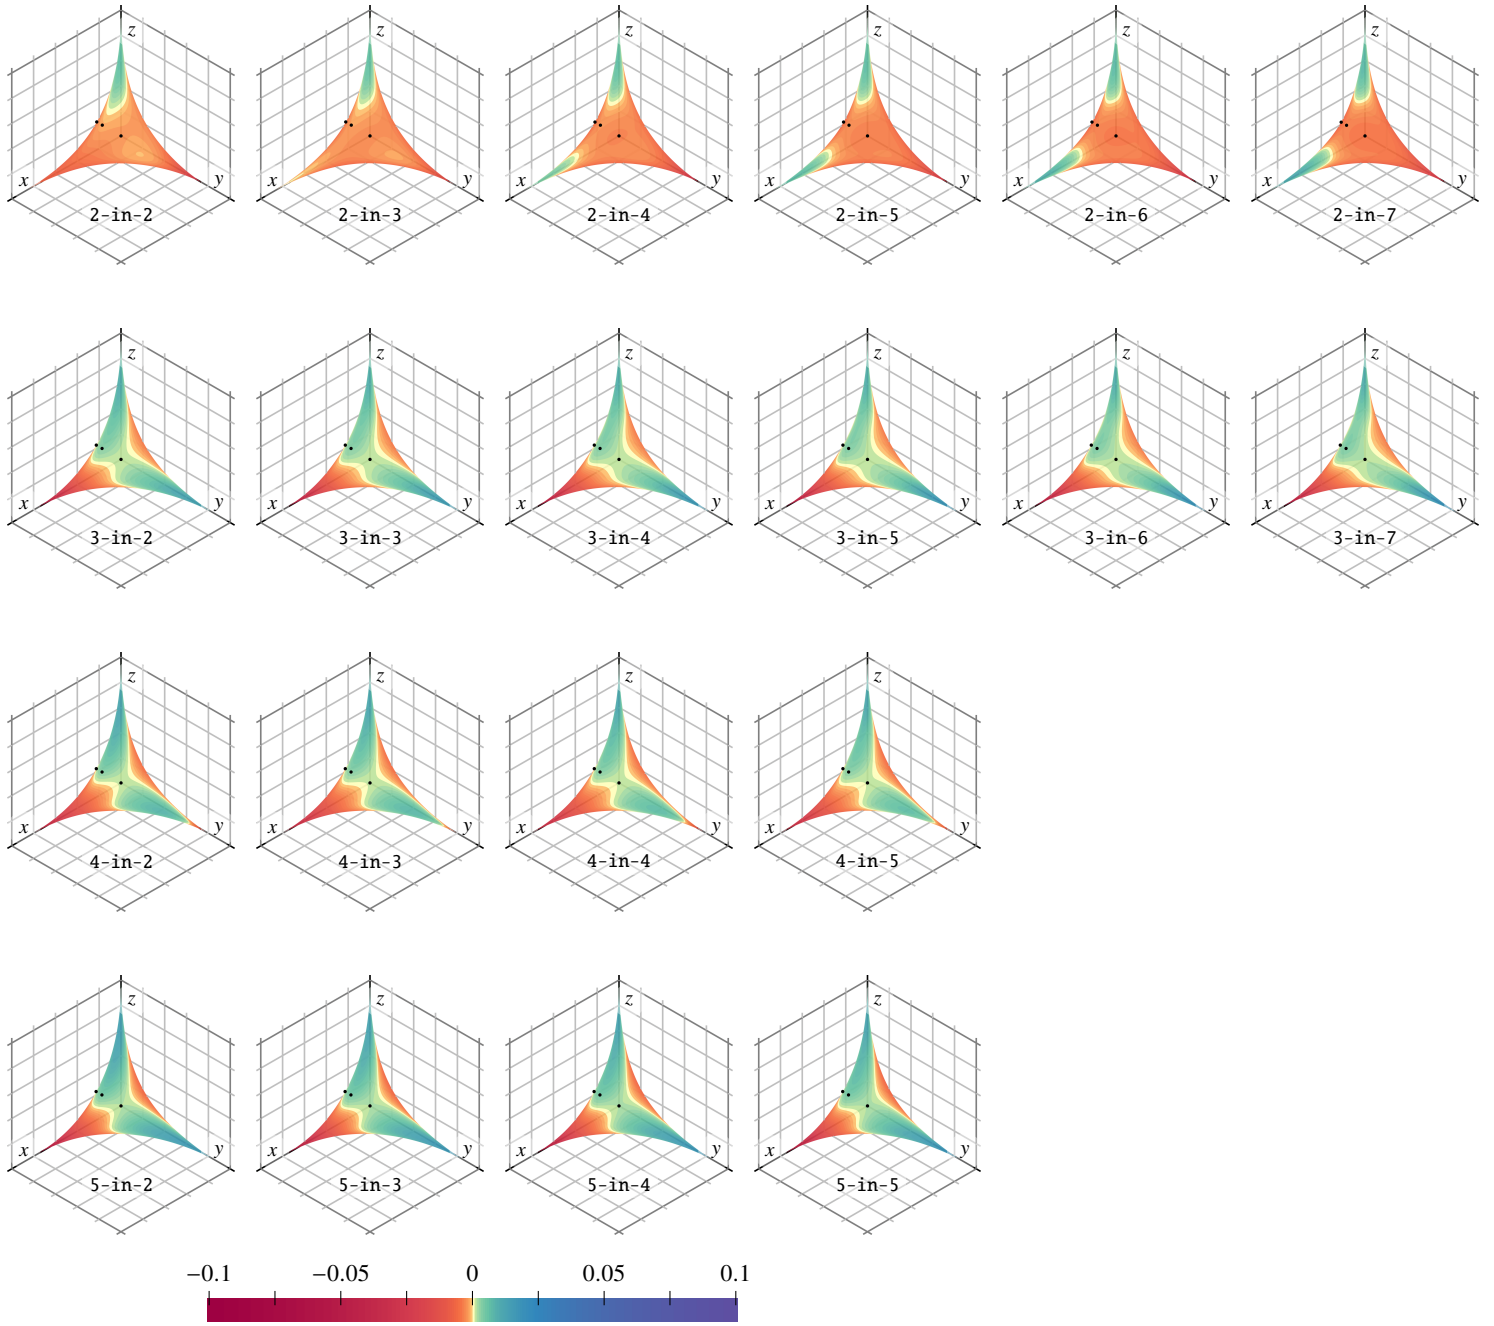 z z z z z z
x y x y x y x y x y x y
2-in-2 2-in-3 2-in-4 2-in-5 2-in-6 2-in-7
z z z z z z
x y x y x y x y x y x y
3-in-2 3-in-3 3-in-4 3-in-5 3-in-6 3-in-7
z z z z
x y x y x y x y
4-in-2 4-in-3 4-in-4 4-in-5
z z z z
x y x y x y x y
5-in-2 5-in-3 5-in-4 5-in-5
−0.1 −0.05 0 0.05 0.1